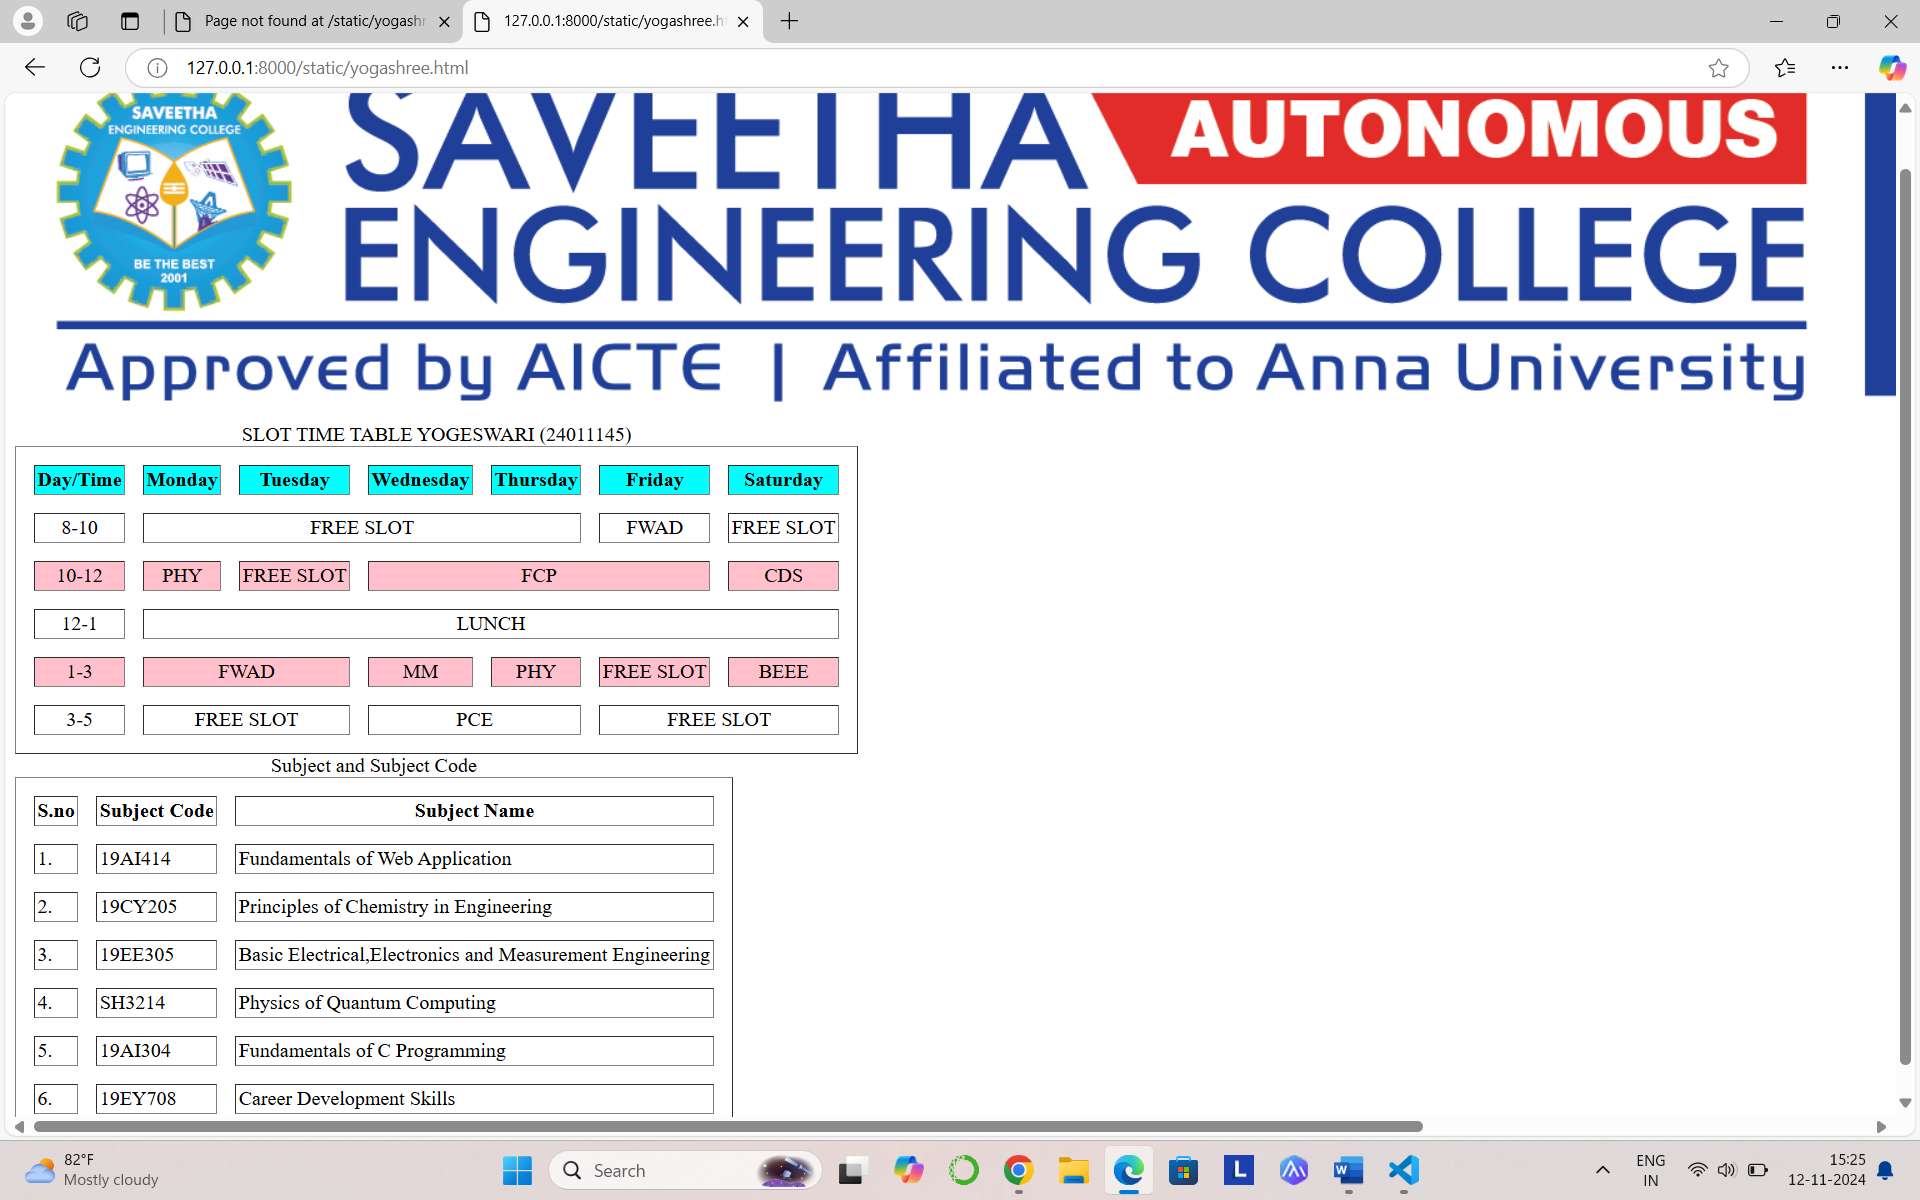 Page not found at /static/yogashr
127.0.0.1:8000/static/yogashree.h
127.0.0.1:8000/static/yogashree.html
SAVEETHA
ENGINEERING COLLEGE
BE THE BEST
2001
SAVEETHA
AUTONOMOUS
ENGINEERING COLLEGE
Approved by AICTE | Affiliated to Anna University
SLOT TIME TABLE YOGESWARI (24011145)
Day/Time Monday Tuesday Wednesday Thursday Friday Saturday
8-10 FREE SLOT FWAD FREE SLOT
10-12 PHY FREE SLOT FCP CDS
12-1 LUNCH
1-3 FWAD MM PHY FREE SLOT BEEE
3-5 FREE SLOT PCE FREE SLOT
Subject and Subject Code
S.no Subject Code Subject Name
1. 19AI414 Fundamentals of Web Application
2. 19CY205 Principles of Chemistry in Engineering
3. 19EE305 Basic Electrical,Electronics and Measurement Engineering
4. SH3214 Physics of Quantum Computing
5. 19AI304 Fundamentals of C Programming
6. 19EY708 Career Development Skills
82°F
Mostly cloudy
Search
L
W
ENG
IN
15:25
12-11-2024